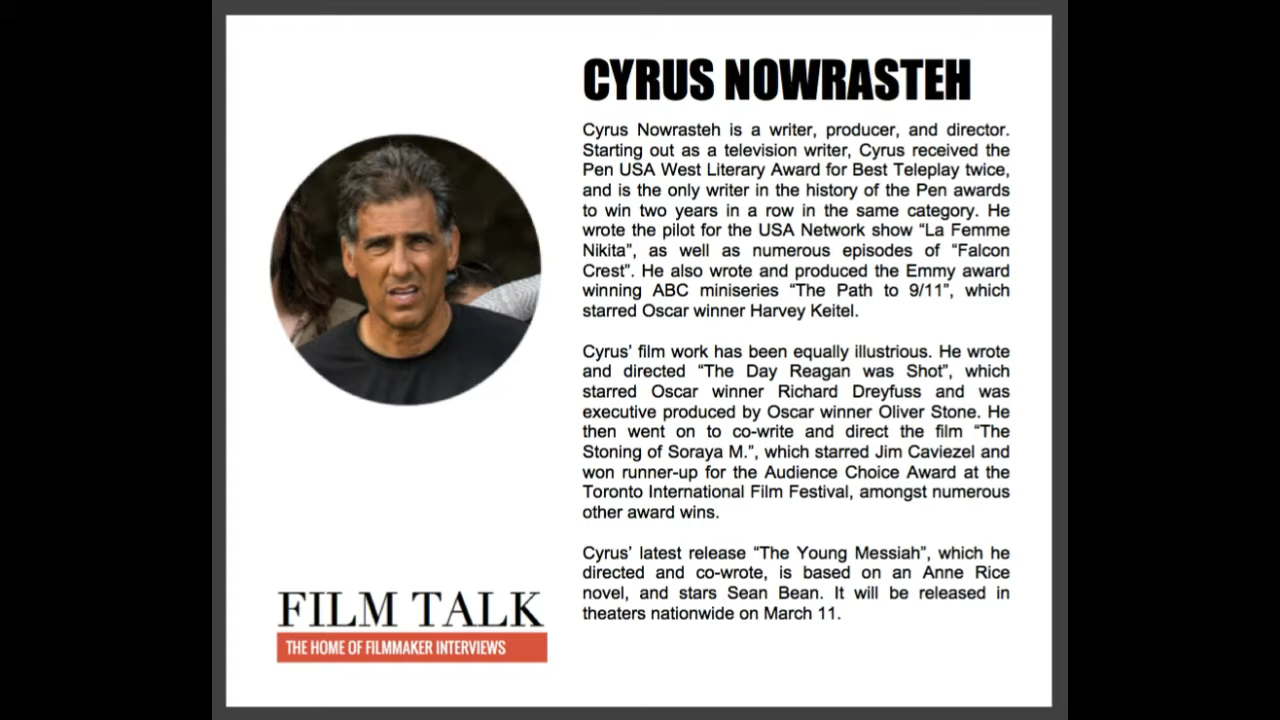 CYRUS NOWRASTEH
Cyrus Nowrasteh is a writer, producer, and director.
Starting out as a television writer, Cyrus received the
Pen USA West Literary Award for Best Teleplay twice,
and is the only writer in the history of the Pen awards
to win two years in a row in the same category. He
wrote the pilot for the USA Network show “La Femme
Nikita”, as well as numerous episodes of “Falcon
Crest”. He also wrote and produced the Emmy award
winning ABC miniseries “The Path to 9/11”, which
starred Oscar winner Harvey Keitel.
Cyrus’ film work has been equally illustrious. He wrote
and directed “The Day Reagan was Shot”, which
starred Oscar winner Richard Dreyfuss and was
executive produced by Oscar winner Oliver Stone. He
then went on to co-write and direct the film “The
Stoning of Soraya M.”, which starred Jim Caviezel and
won runner-up for the Audience Choice Award at the
Toronto International Film Festival, amongst numerous
other award wins.
Cyrus’ latest release “The Young Messiah”, which he
directed and co-wrote, is based on an Anne Rice
novel, and stars Sean Bean. It will be released in
theaters nationwide on March 11.
FILM TALK
THE HOME OF FILMMAKER INTERVIEWS